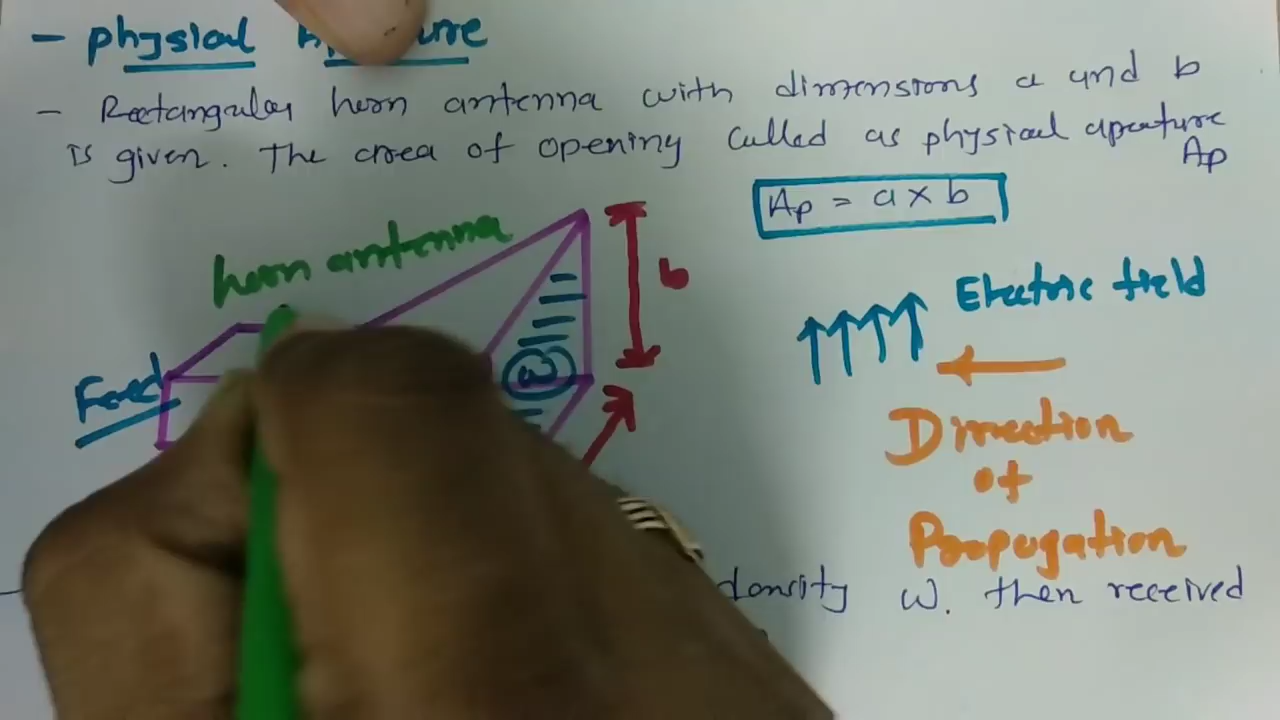 - Physical
- Rectangular horn antenna with dimensions a and b
is given. The area of opening called as physical aperture
Ap
Ap = a x b
horn antenna
b
Electric field
Feed
Direction
of
Propagation
density W. then received